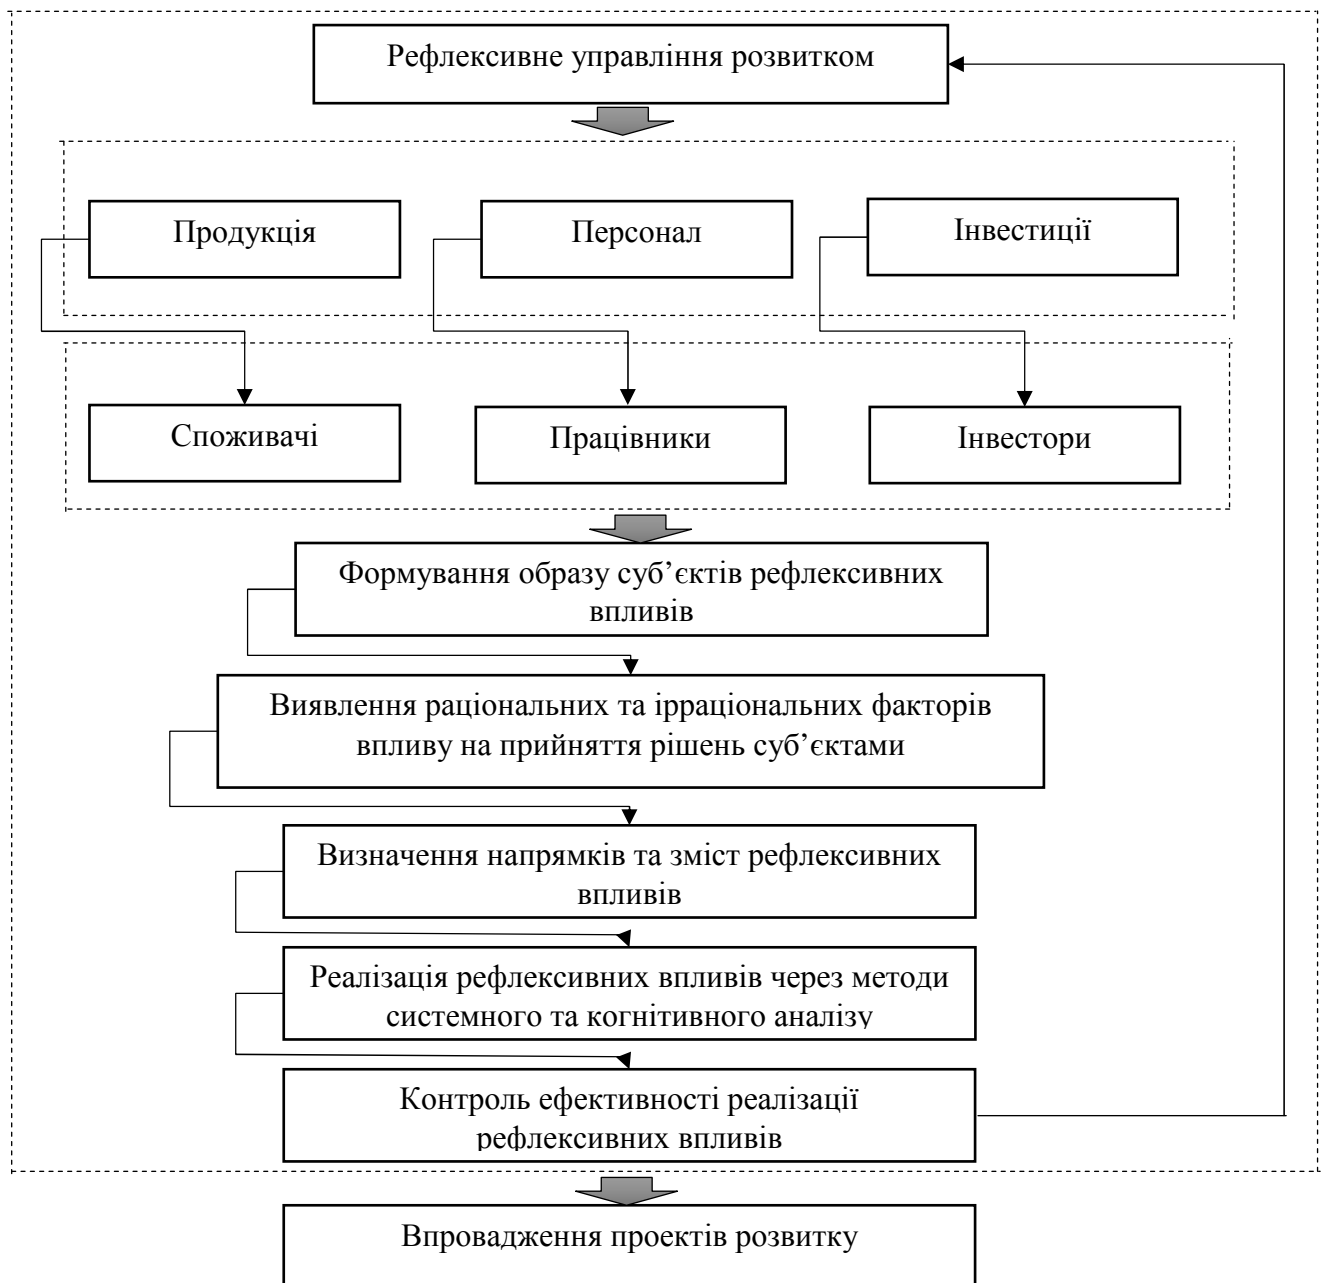 Рефлексивне управління розвитком
Продукція
Персонал
Інвестиції
Споживачі
Працівники
Інвестори
Формування образу суб’єктів рефлексивних
впливів
Виявлення раціональних та ірраціональних факторів
впливу на прийняття рішень суб’єктами
Визначення напрямків та зміст рефлексивних
впливів
Реалізація рефлексивних впливів через методи
системного та когнітивного аналізу
Контроль ефективності реалізації
рефлексивних впливів
Впровадження проектів розвитку